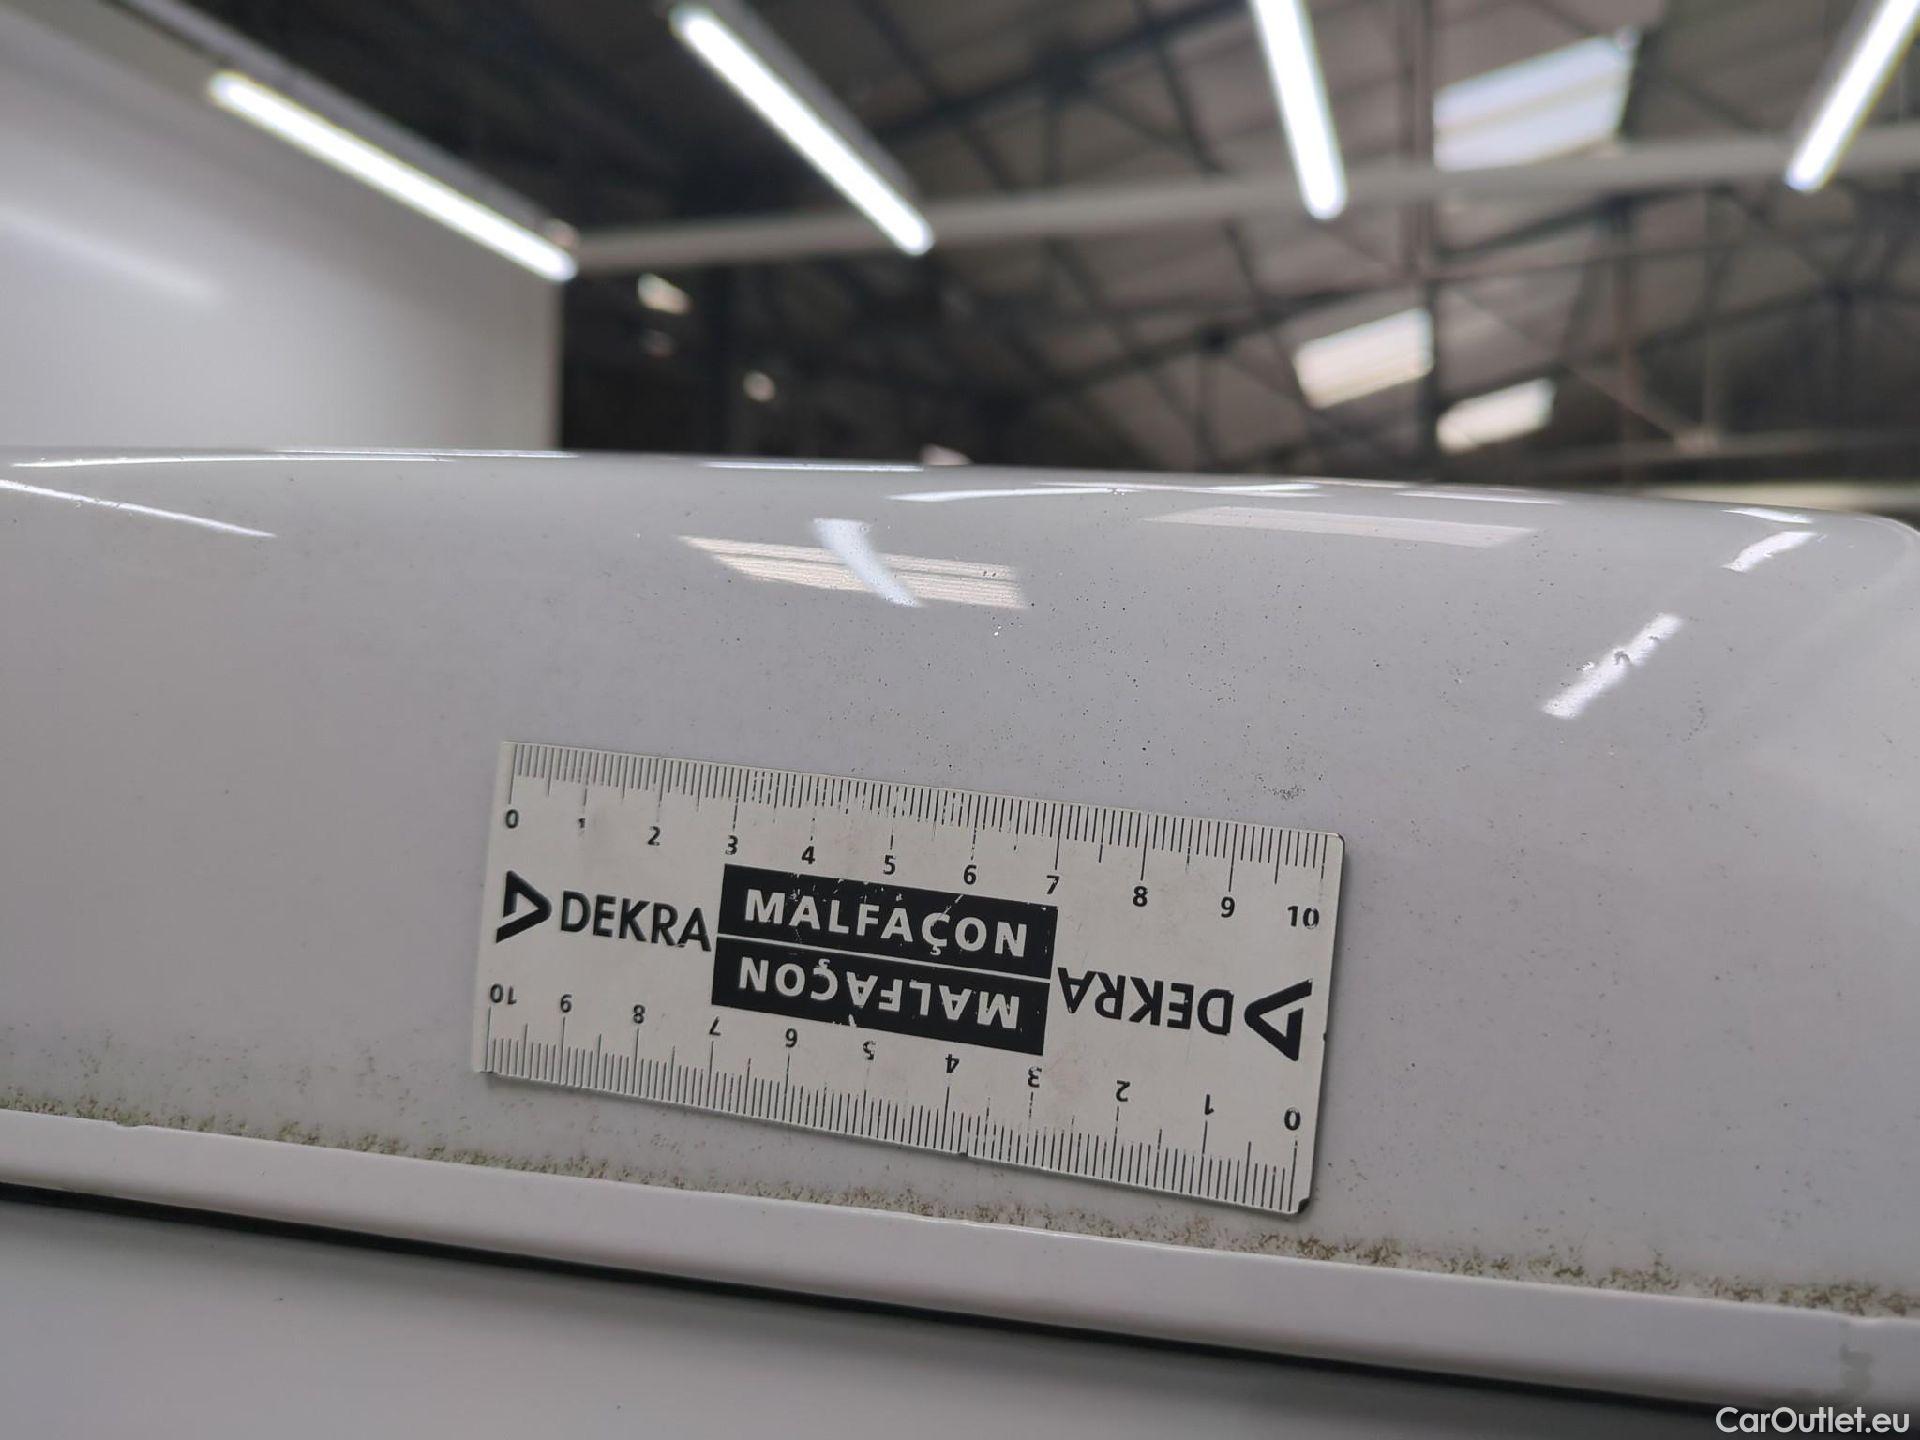 0 1 2 3 4 5 6 7 8 9 10
DEKRA MALFAÇON
MALFAÇON DEKRA
10 9 8 7 6 5 4 3 2 1 0
CarOutlet.eu